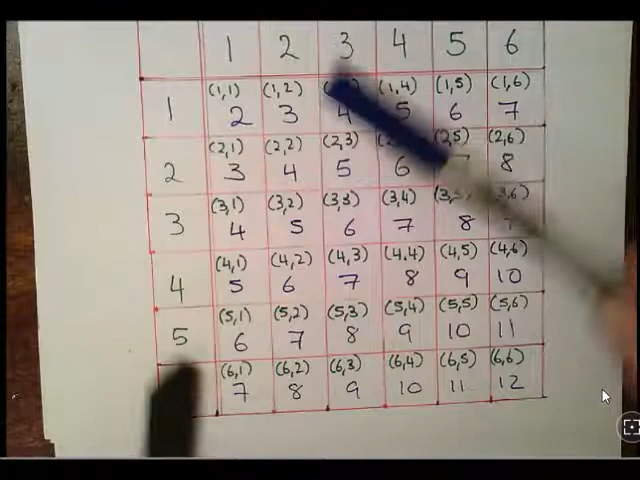 1 2 3 4 5 6
(1,1) (1,2) (1,4) (1,5) (1,6)
1 2 3 4 5 6 7
(2,1) (2,2) (2,3) (2,5) (2,6)
2 3 4 5 6 8
(3,1) (3,2) (3,3) (3,4) (3,6)
3 4 5 6 7 8
(4,1) (4,2) (4,3) (4,4) (4,5) (4,6)
4 5 6 7 8 9 10
(5,1) (5,2) (5,3) (5,4) (5,5) (5,6)
5 6 7 8 9 10 11
(6,1) (6,2) (6,3) (6,4) (6,5) (6,6)
7 8 9 10 11 12